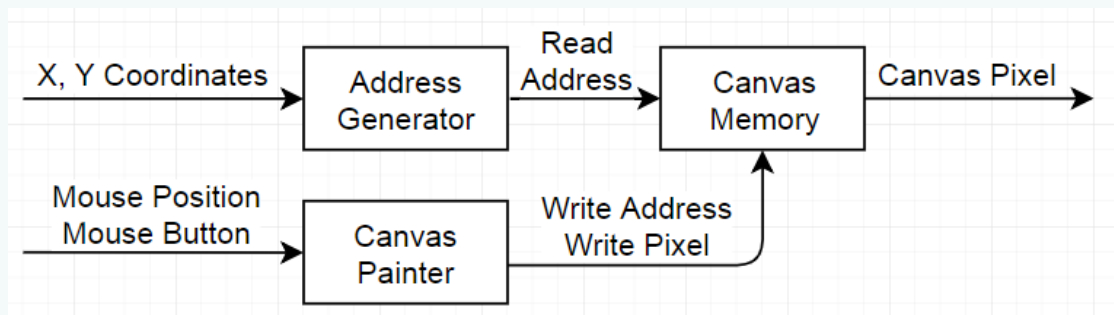 X, Y Coordinates
Address
Generator
Read
Address
Canvas
Memory
Canvas Pixel
Mouse Position
Mouse Button
Canvas
Painter
Write Address
Write Pixel